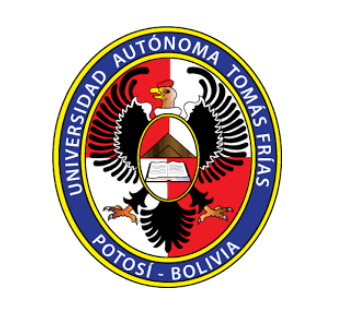 UNIVERSIDAD AUTÓNOMA TOMÁS FRÍAS
POTOSÍ - BOLIVIA